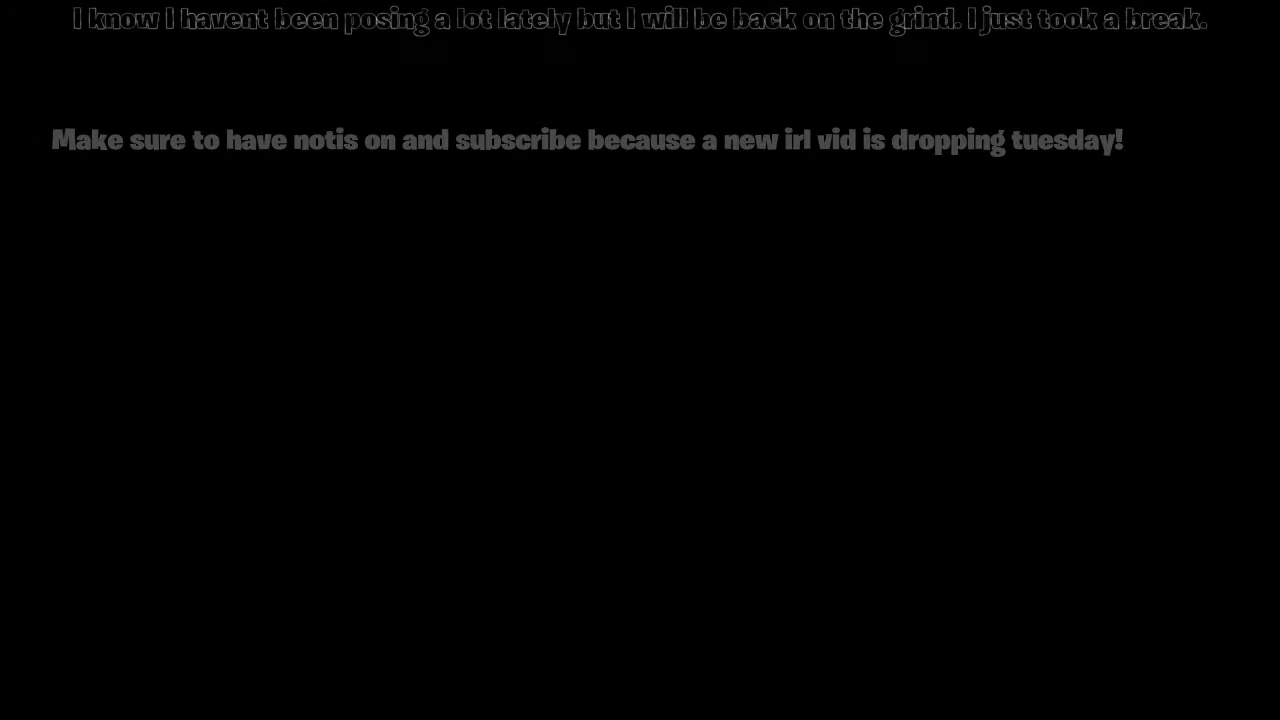 I know I havent been posing a lot lately but I will be back on the grind. I just took a break.
Make sure to have notis on and subscribe because a new irl vid is dropping tuesday!